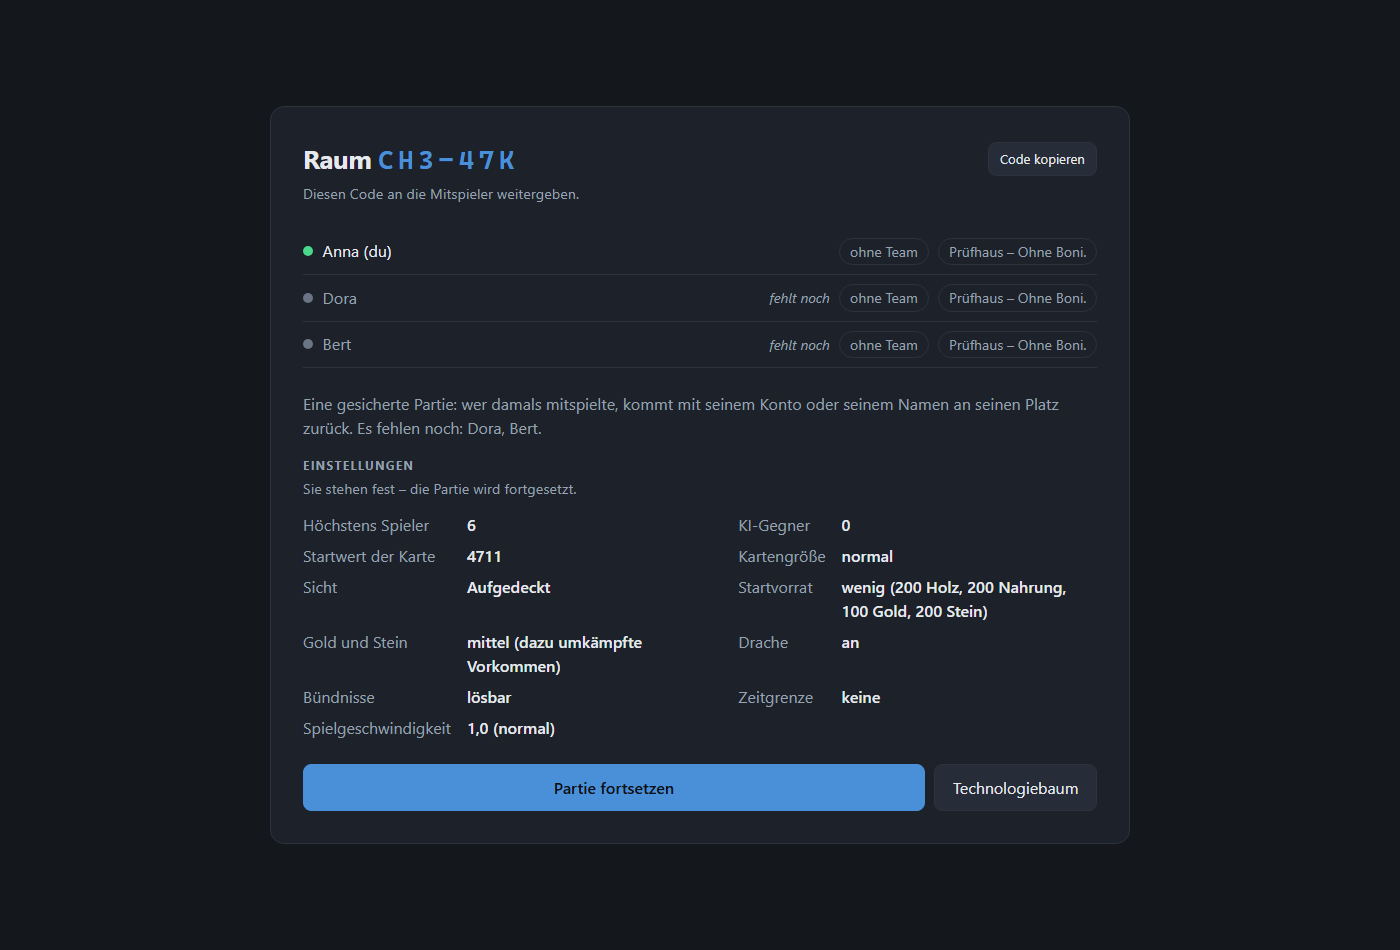 Raum CH3-47K
Code kopieren
Diesen Code an die Mitspieler weitergeben.
Anna (du) ohne Team Prüfhaus – Ohne Boni.
Dora fehlt noch ohne Team Prüfhaus – Ohne Boni.
Bert fehlt noch ohne Team Prüfhaus – Ohne Boni.
Eine gesicherte Partie: wer damals mitspielte, kommt mit seinem Konto oder seinem Namen an seinen Platz
zurück. Es fehlen noch: Dora, Bert.
EINSTELLUNGEN
Sie stehen fest – die Partie wird fortgesetzt.
Höchstens Spieler 6 KI-Gegner 0
Startwert der Karte 4711 Kartengröße normal
Sicht Aufgedeckt Startvorrat wenig (200 Holz, 200 Nahrung,
100 Gold, 200 Stein)
Gold und Stein mittel (dazu umkämpfte Drache an
Vorkommen)
Bündnisse lösbar Zeitgrenze keine
Spielgeschwindigkeit 1,0 (normal)
Partie fortsetzen Technologiebaum